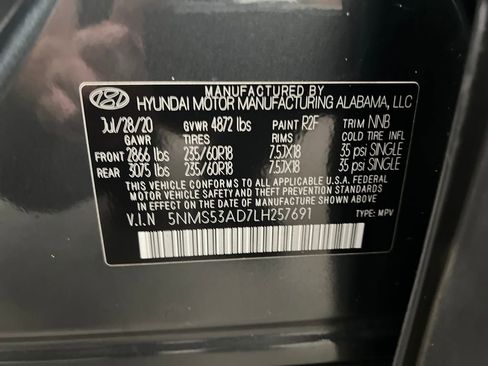 MANUFACTURED BY
HYUNDAI MOTOR MANUFACTURING ALABAMA, LLC
Jul/28/20 GVWR 4872 lbs PAINT R2F TRIM NNB
GAWR TIRES RIMS COLD TIRE INFL
FRONT 2866 lbs 235/60R18 7.5JX18 35 psi SINGLE
REAR 3075 lbs 235/60R18 7.5JX18 35 psi SINGLE
THIS VEHICLE CONFORMS TO ALL APPLICABLE U.S.A. FEDERAL
MOTOR VEHICLE SAFETY AND THEFT PREVENTION STANDARDS
IN EFFECT ON THE DATE OF MANUFACTURE SHOWN ABOVE.
V.I.N 5NMS53AD7LH257691 TYPE: MPV